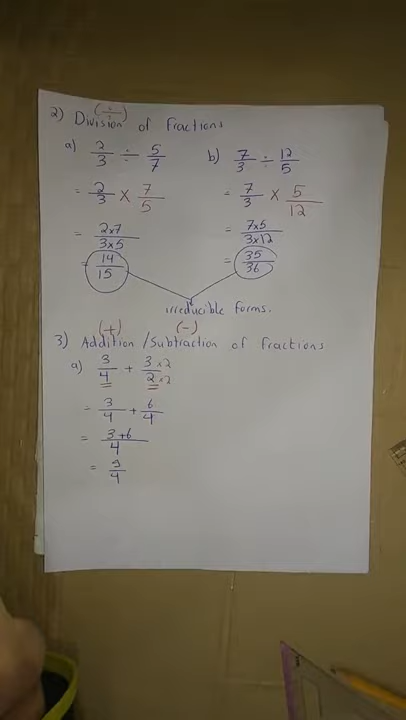 2) Division of Fractions (÷)
a) 2/3 ÷ 5/7
b) 7/3 ÷ 12/5
= 2/3 × 7/5
= 7/3 × 5/12
= 2×7/3×5
= 7×5/3×12
= 14/15
= 35/36
irreducible forms.
(+) (-)
3) Addition /Subtraction of fractions
a) 3/4 + 3×2/2×2
= 3/4 + 6/4
= 3+6/4
= 9/4